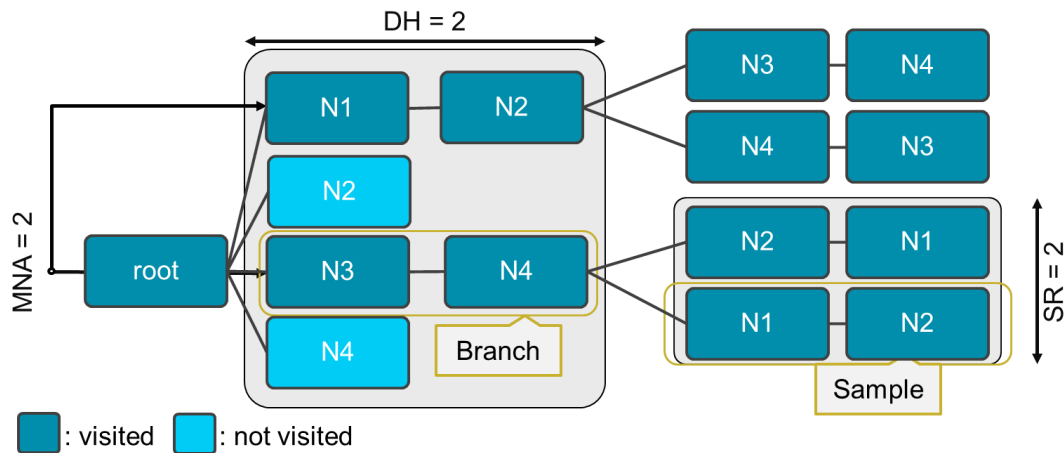 DH = 2
N1
N2
N3
N4
N4
N3
N2
MNA = 2
root
N3
N4
N2
N1
N1
N2
SR = 2
N4
Branch
Sample
: visited
: not visited